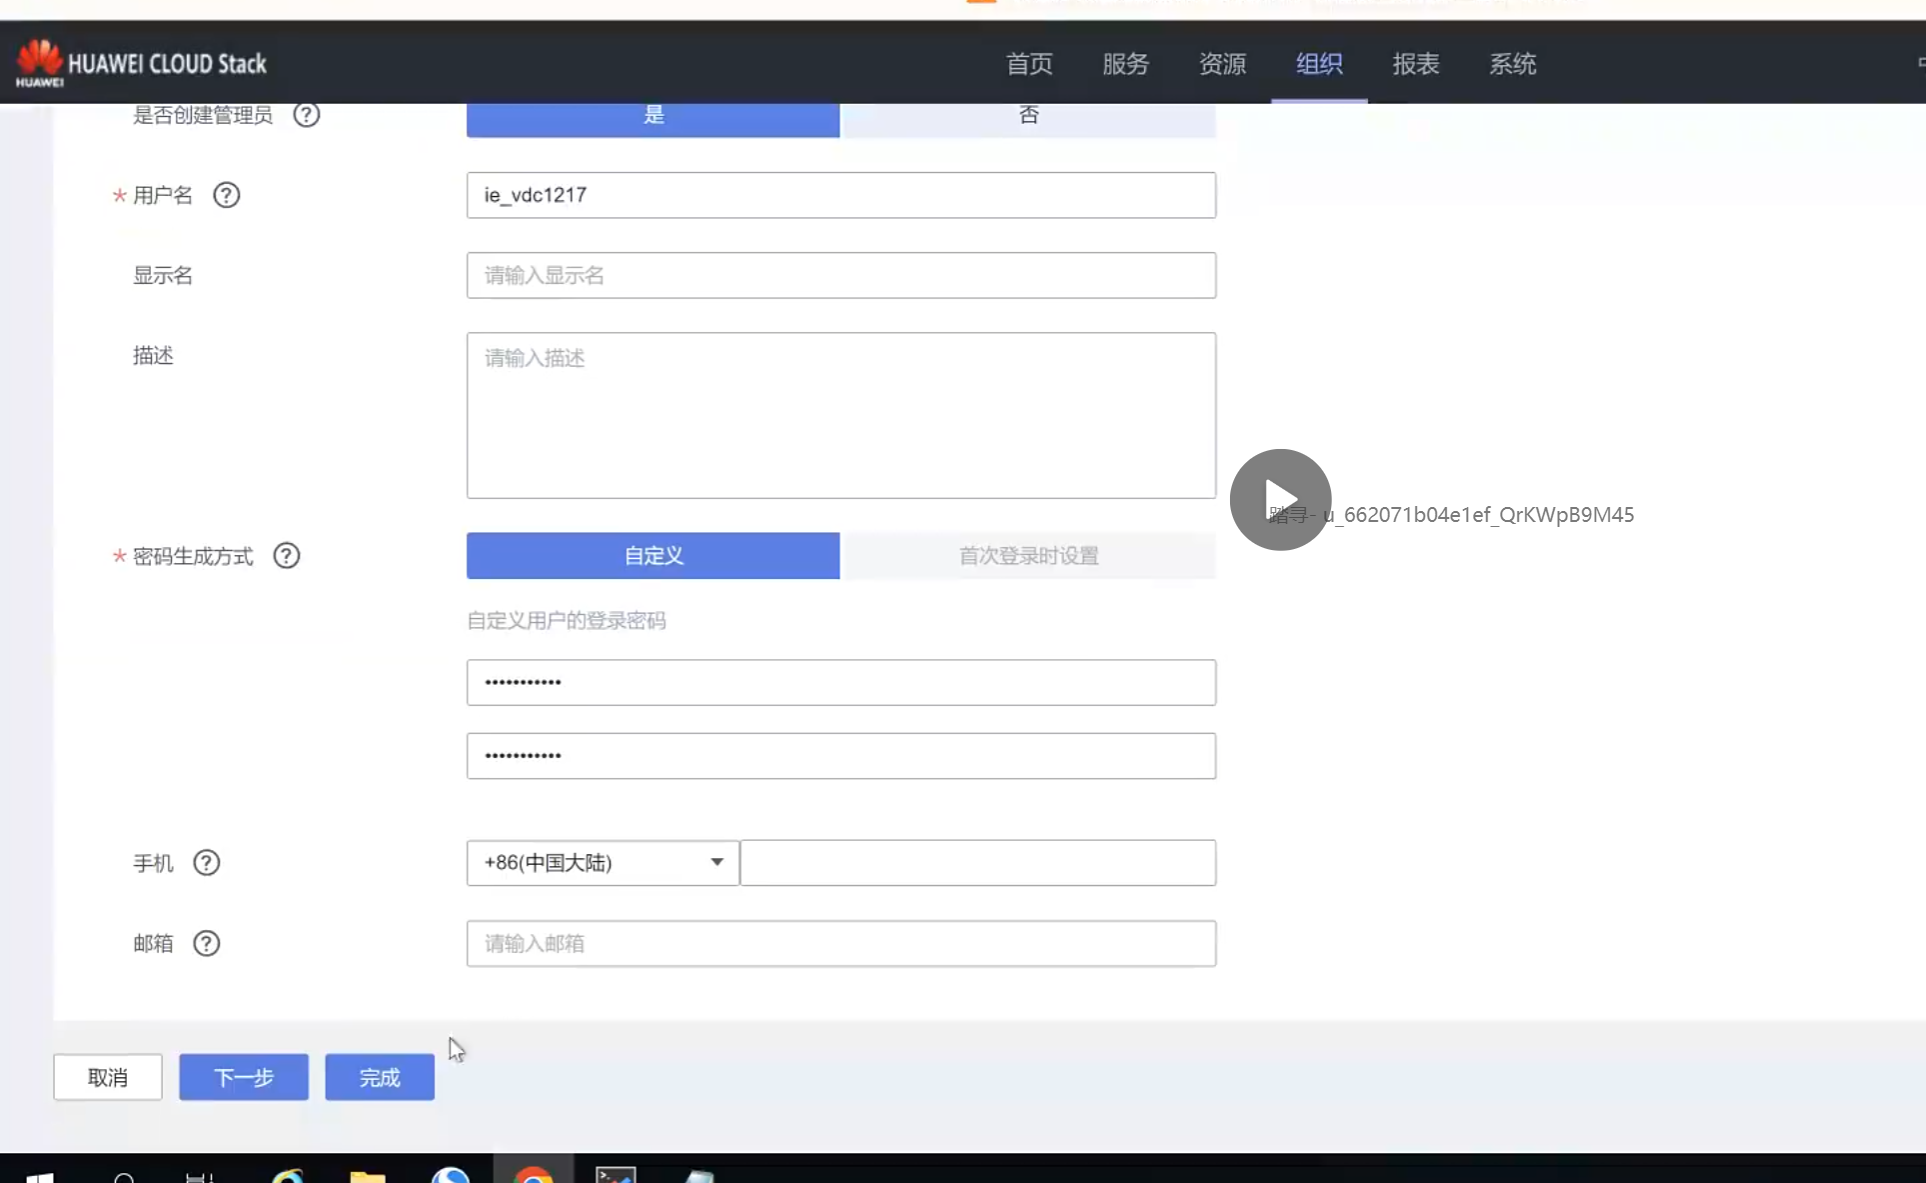 HUAWEI
HUAWEI CLOUD Stack
首页 服务 资源 组织 报表 系统
是否创建管理员 ? 是 否
* 用户名 ? ie_vdc1217
显示名 请输入显示名
描述 请输入描述
踏寻- u_662071b04e1ef_QrKWpB9M45
* 密码生成方式 ? 自定义 首次登录时设置
自定义用户的登录密码
•••••••••••
•••••••••••
手机 ? +86(中国大陆)
邮箱 ? 请输入邮箱
取消 下一步 完成